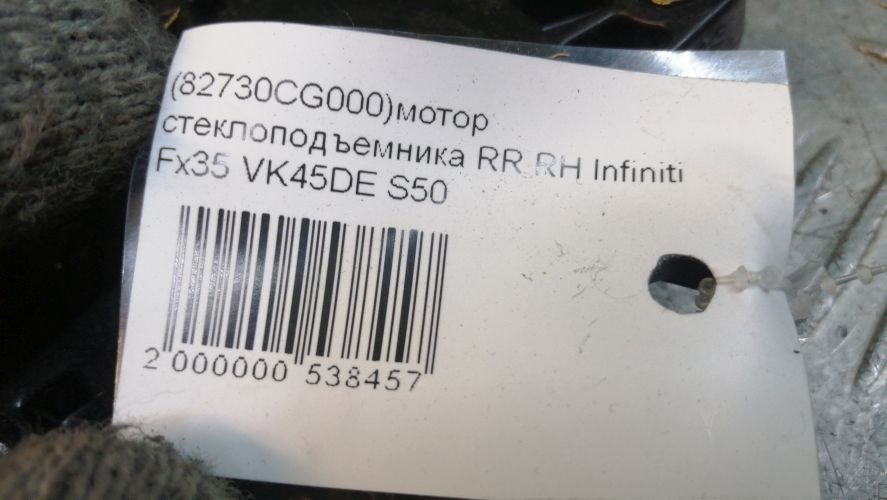 (82730CG000)мотор
стеклоподъемника RR RH Infiniti
Fx35 VK45DE S50
2 000000 538457